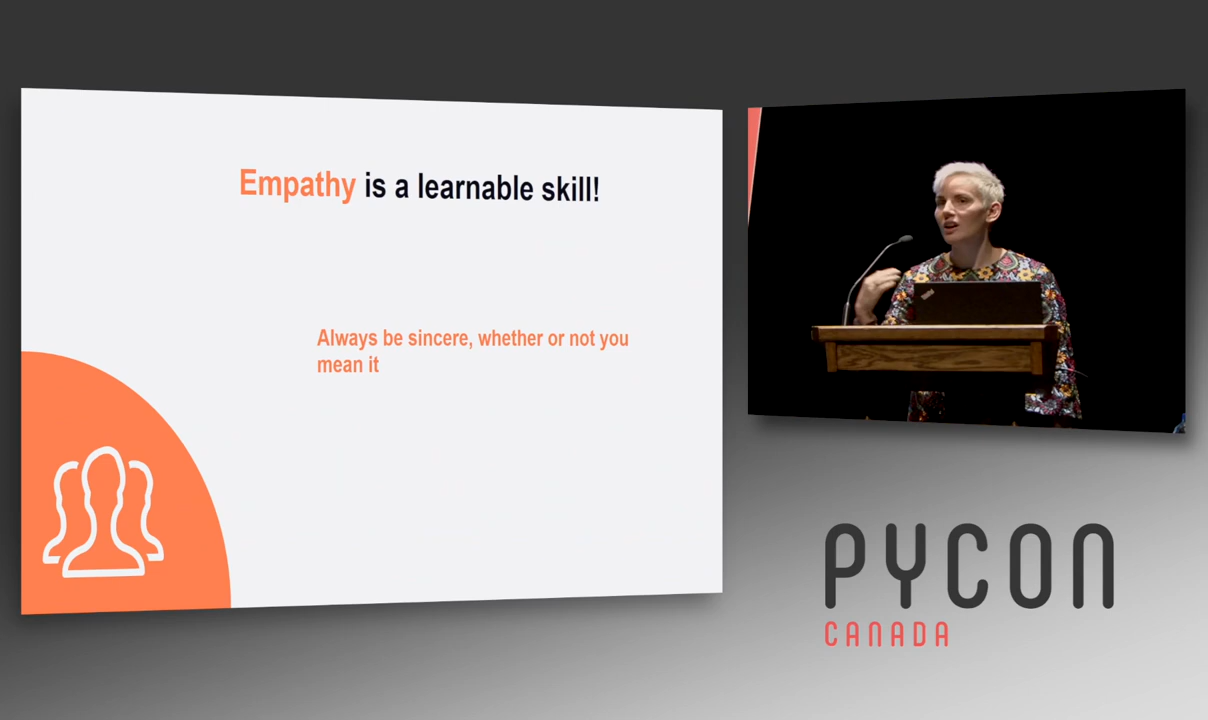 Empathy is a learnable skill!
Always be sincere, whether or not you
mean it
PYCON
CANADA